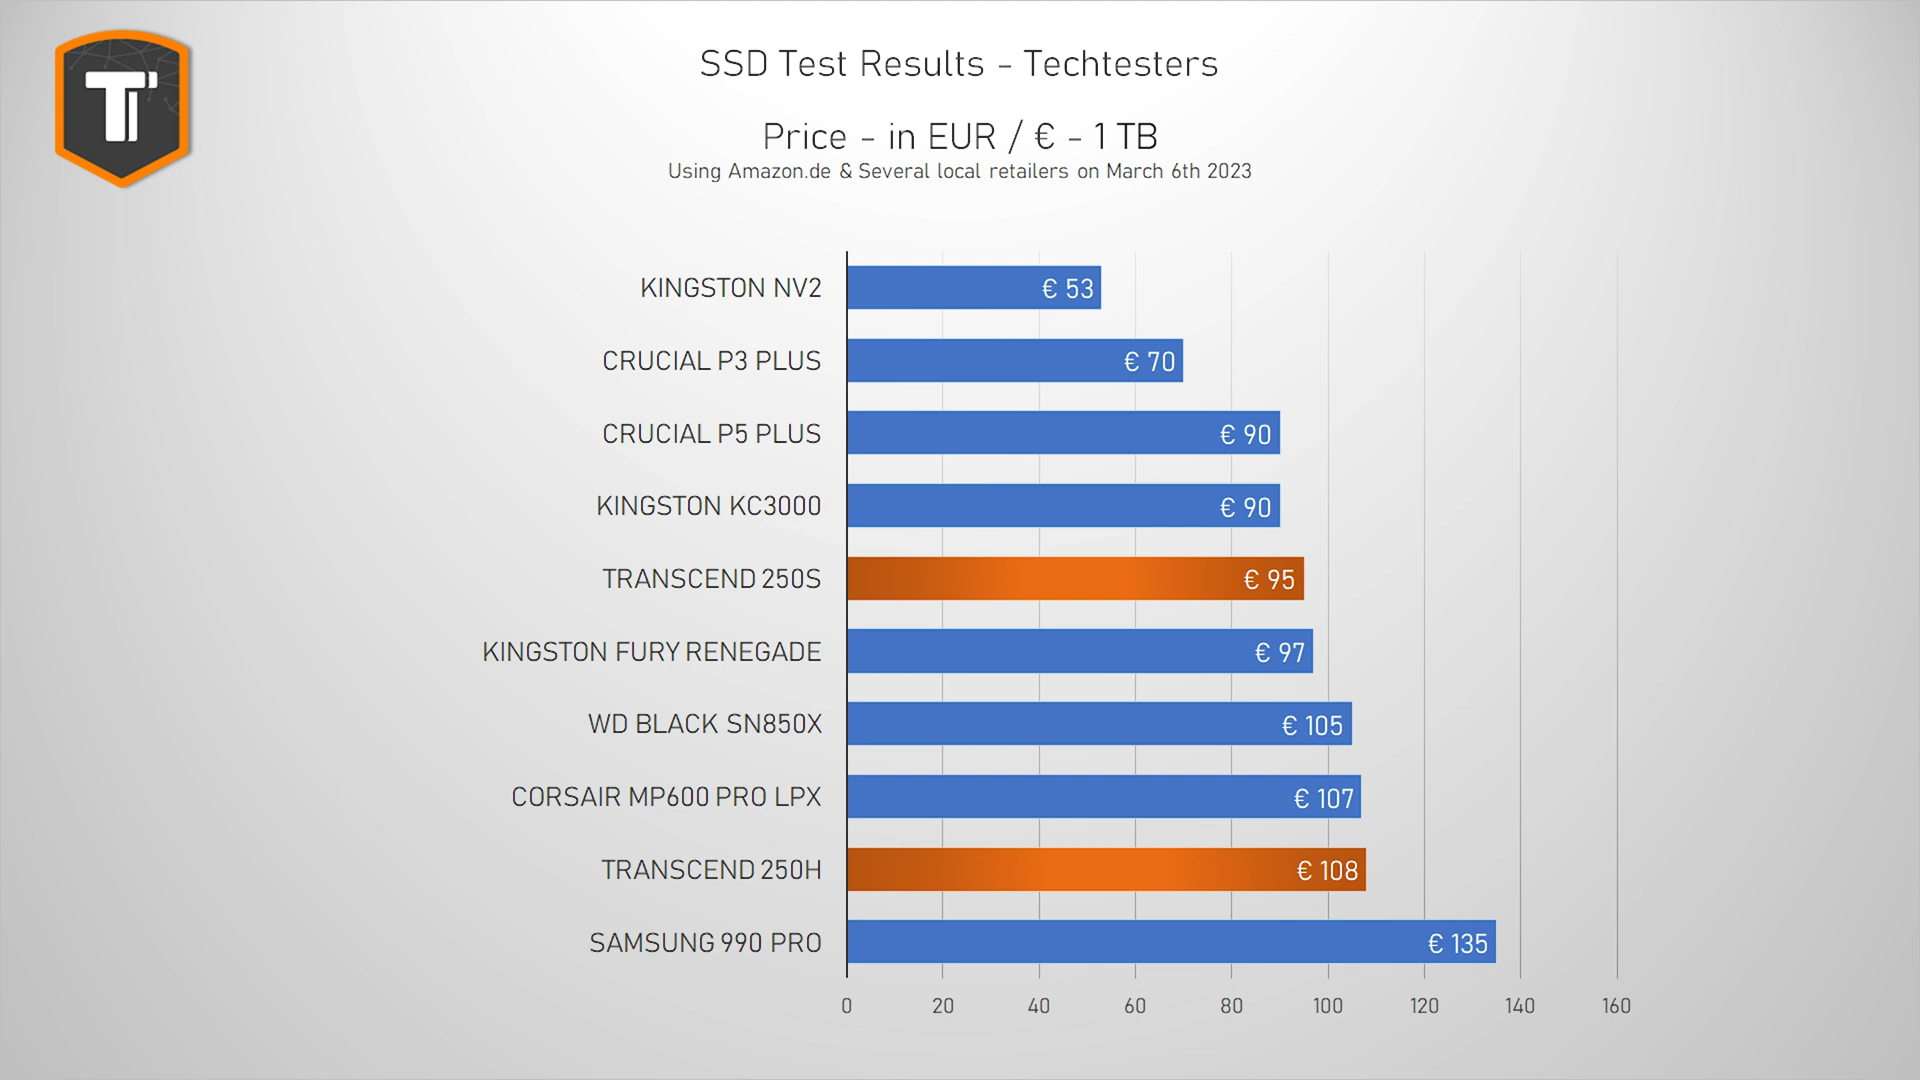 SSD Test Results - Techtesters
Price - in EUR / € - 1 TB
Using Amazon.de & Several local retailers on March 6th 2023
KINGSTON NV2 € 53
CRUCIAL P3 PLUS € 70
CRUCIAL P5 PLUS € 90
KINGSTON KC3000 € 90
TRANSCEND 250S € 95
KINGSTON FURY RENEGADE € 97
WD BLACK SN850X € 105
CORSAIR MP600 PRO LPX € 107
TRANSCEND 250H € 108
SAMSUNG 990 PRO € 135
0 20 40 60 80 100 120 140 160